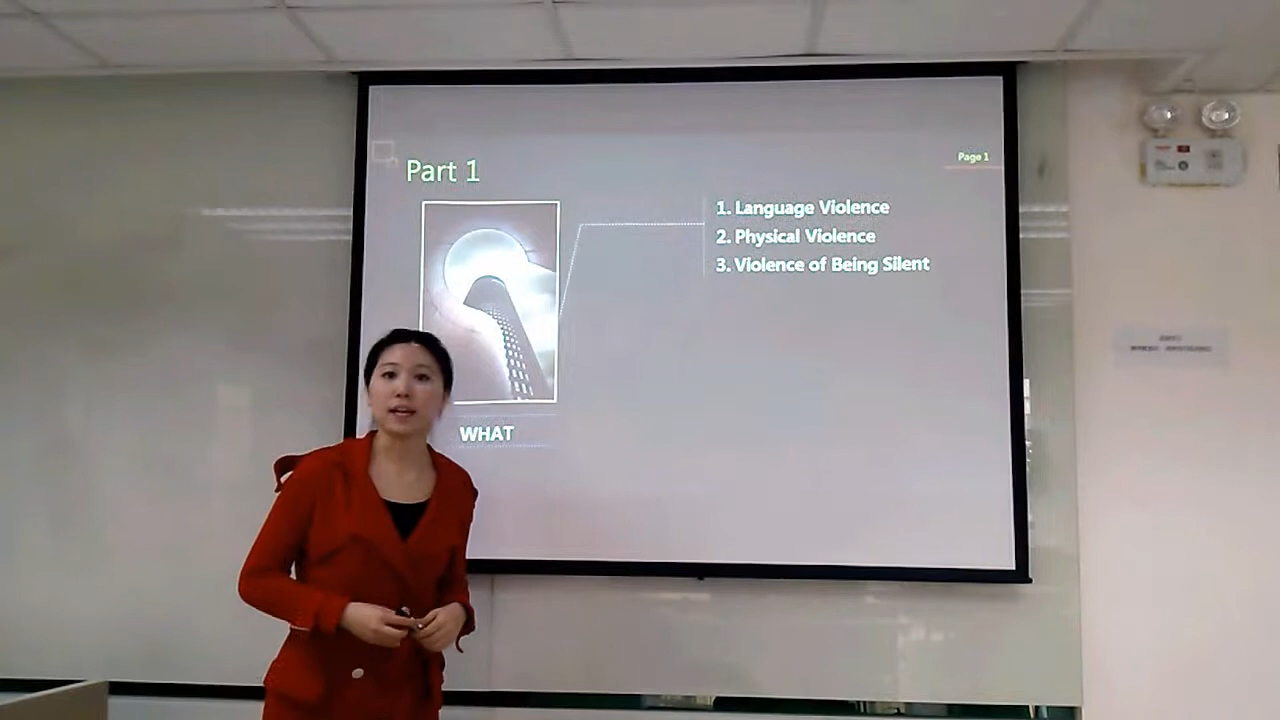 Part 1
Page 1
1. Language Violence
2. Physical Violence
3. Violence of Being Silent
WHAT